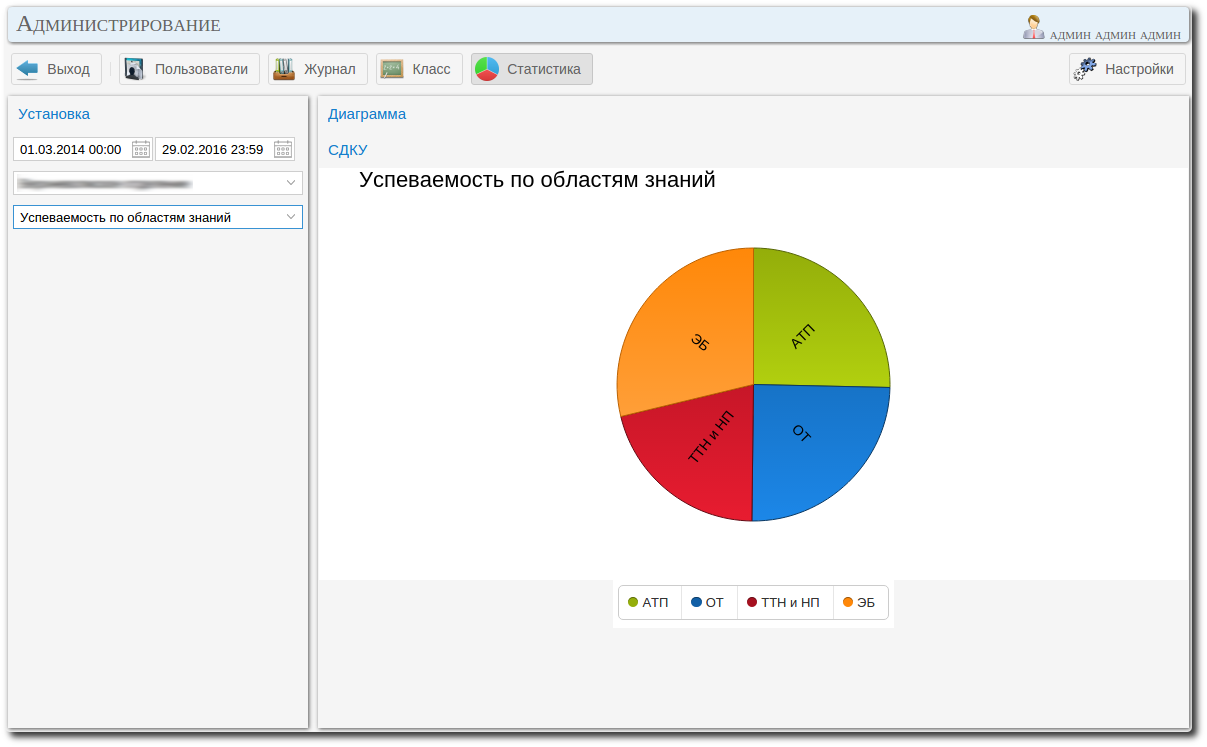 Администрирование
админ админ админ
Выход Пользователи Журнал Класс Статистика Настройки
Установка
01.03.2014 00:00 29.02.2016 23:59
Успеваемость по областям знаний
Диаграмма
СДКУ
Успеваемость по областям знаний
ЭБ
АТП
ТТН и НП
ОТ
АТП ОТ ТТН и НП ЭБ